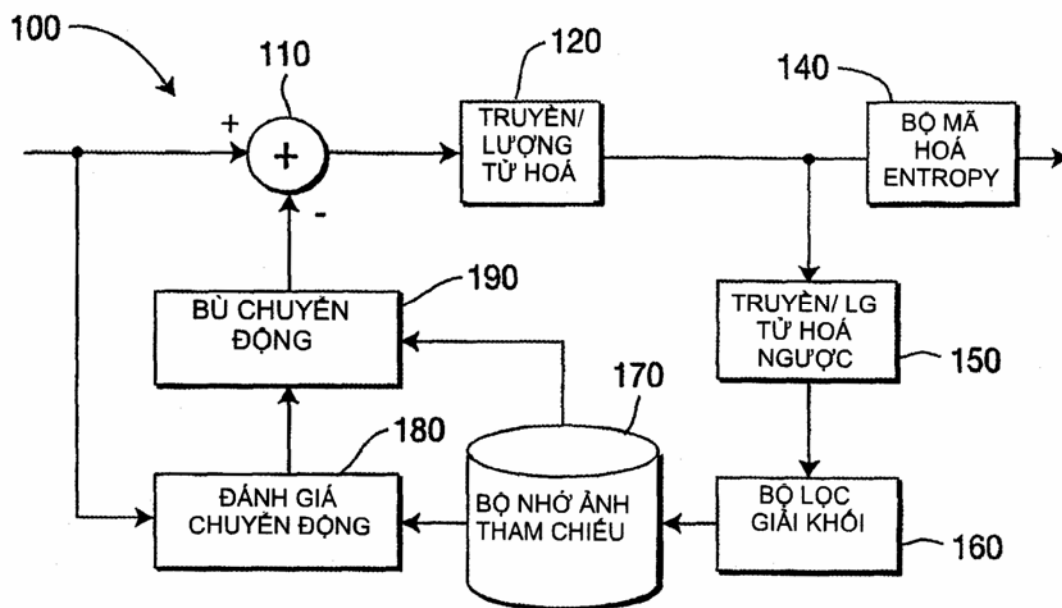 100
110
120
140
TRUYỀN/
LƯỢNG
TỬ HOÁ
BỘ MÃ
HOÁ
ENTROPY
+
+
-
190
BÙ CHUYỂN
ĐỘNG
TRUYỀN/ LG
TỬ HOÁ
NGƯỢC
150
170
180
ĐÁNH GIÁ
CHUYỂN ĐỘNG
BỘ NHỚ ẢNH
THAM CHIẾU
BỘ LỌC
GIẢI KHỐI
160